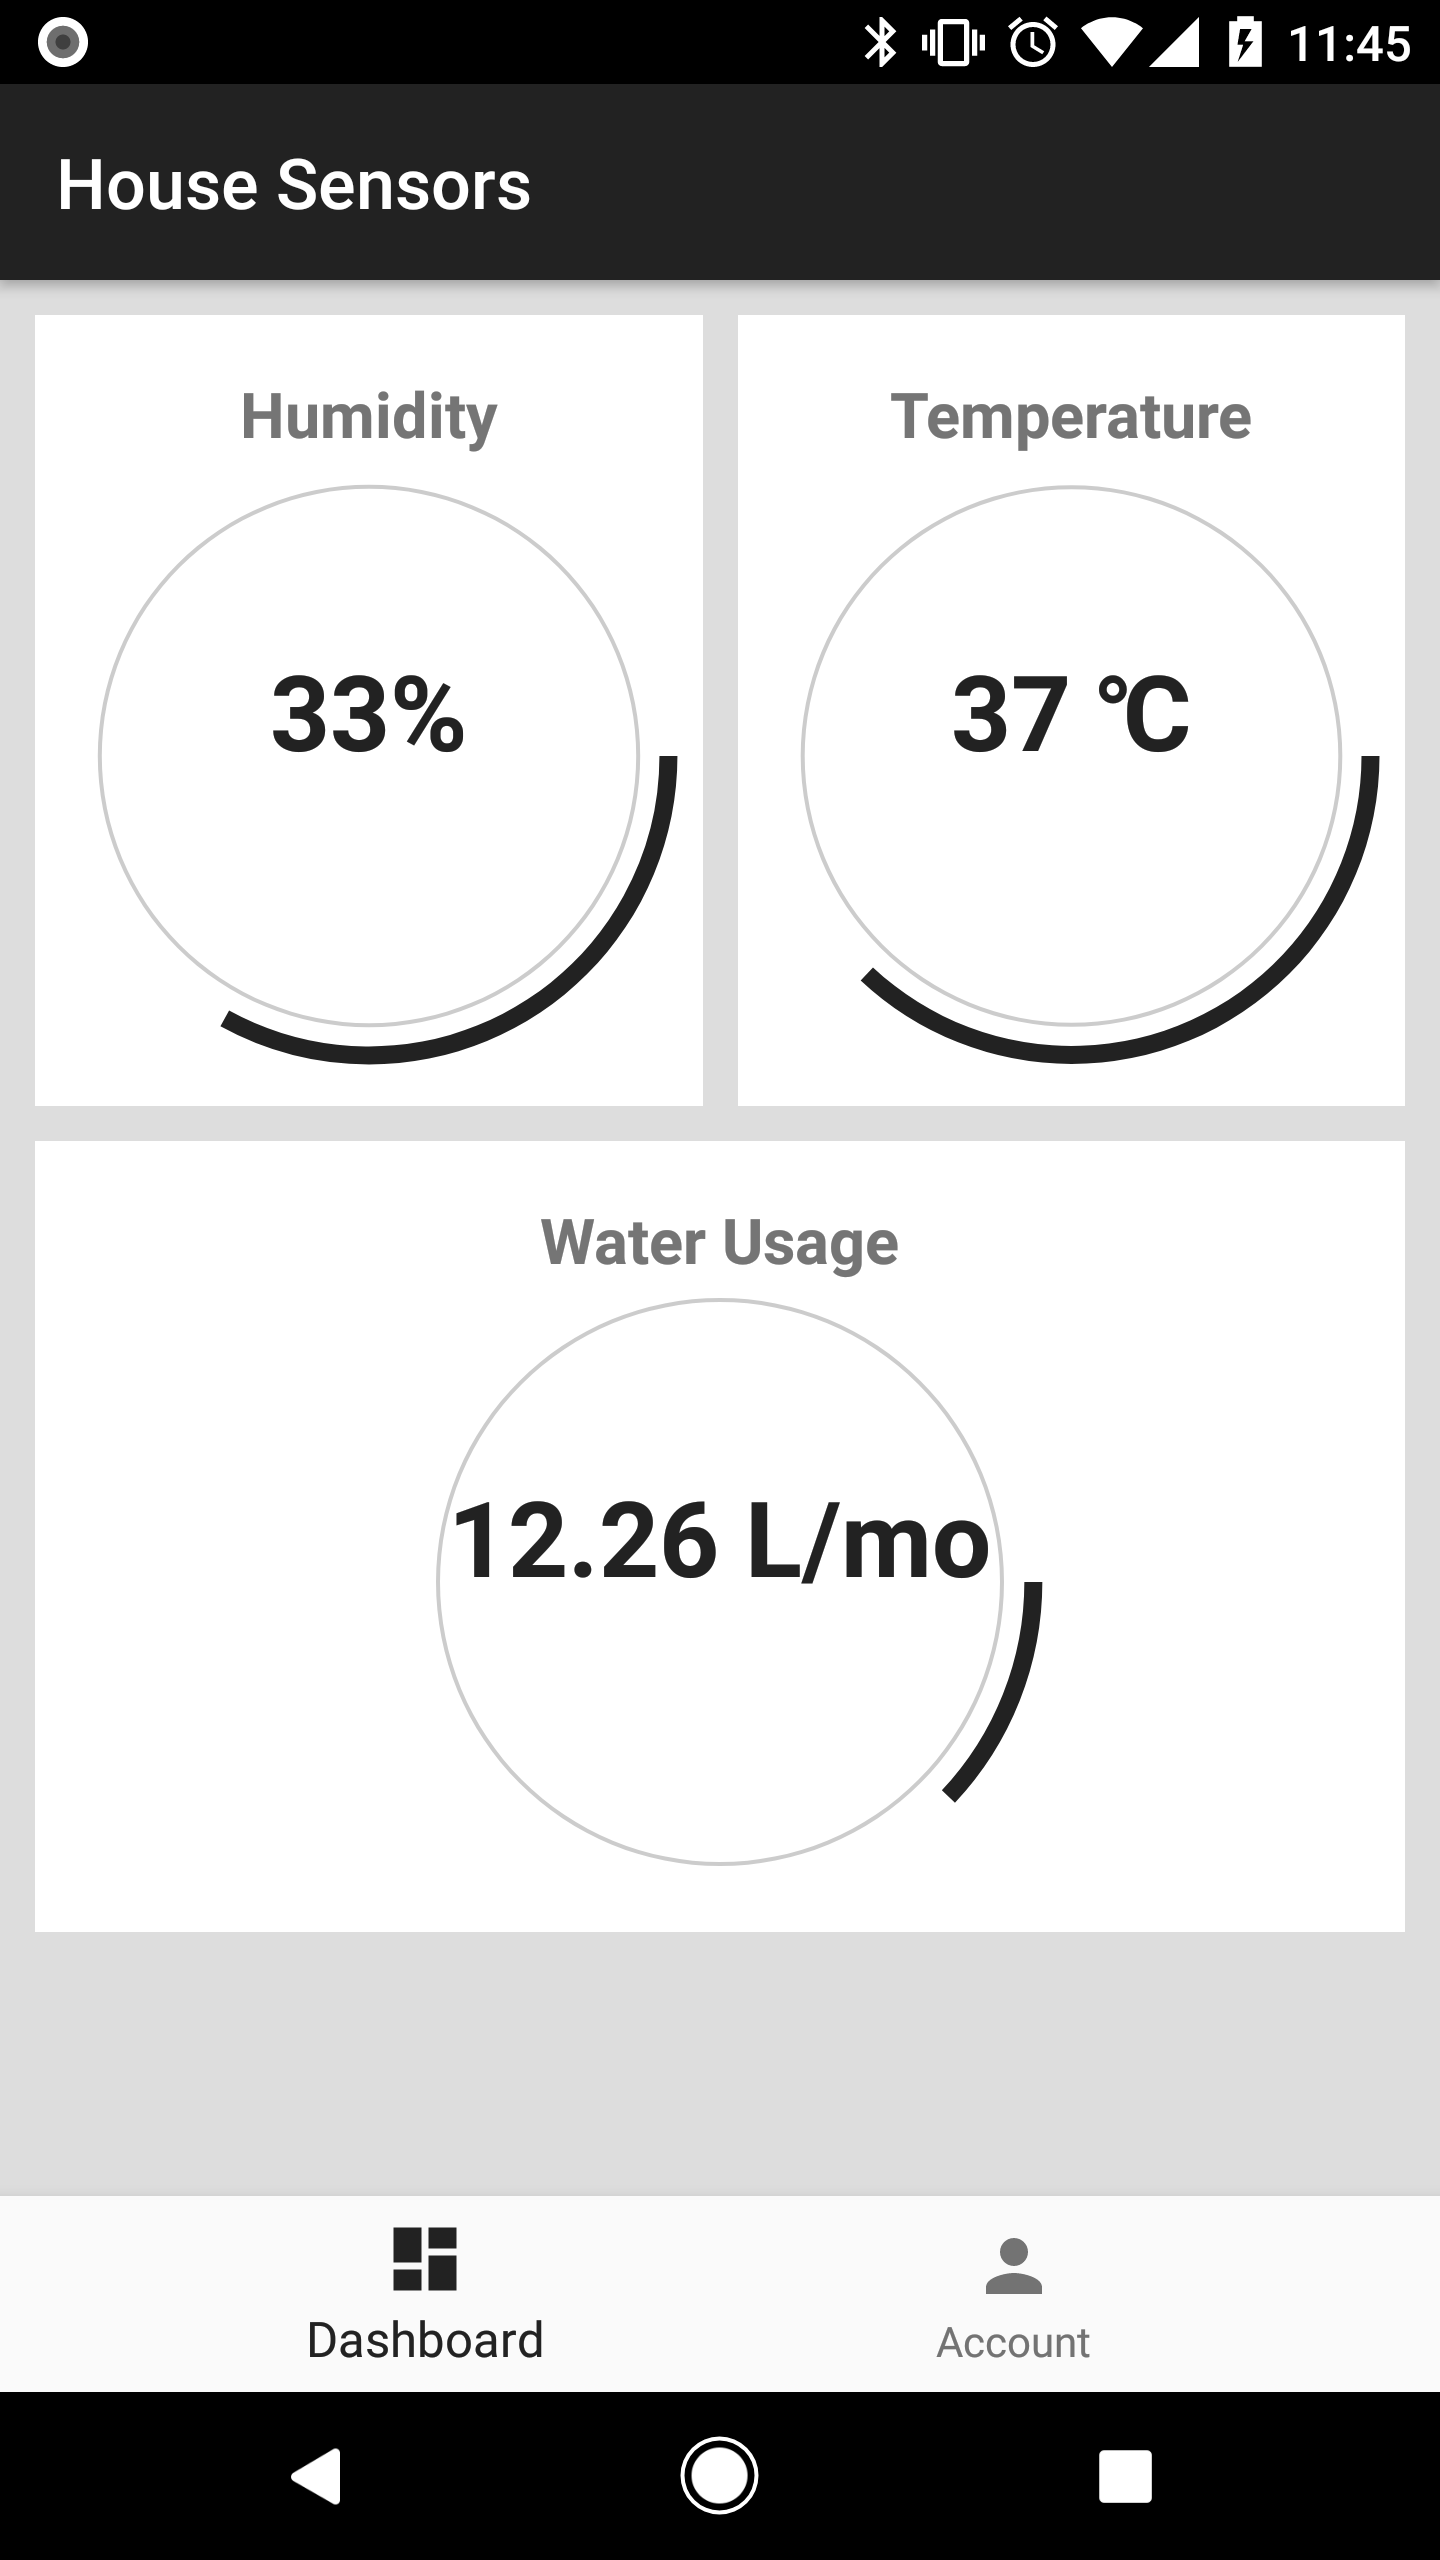 11:45
House Sensors
Humidity
33%
Temperature
37 °C
Water Usage
12.26 L/mo
Dashboard
Account